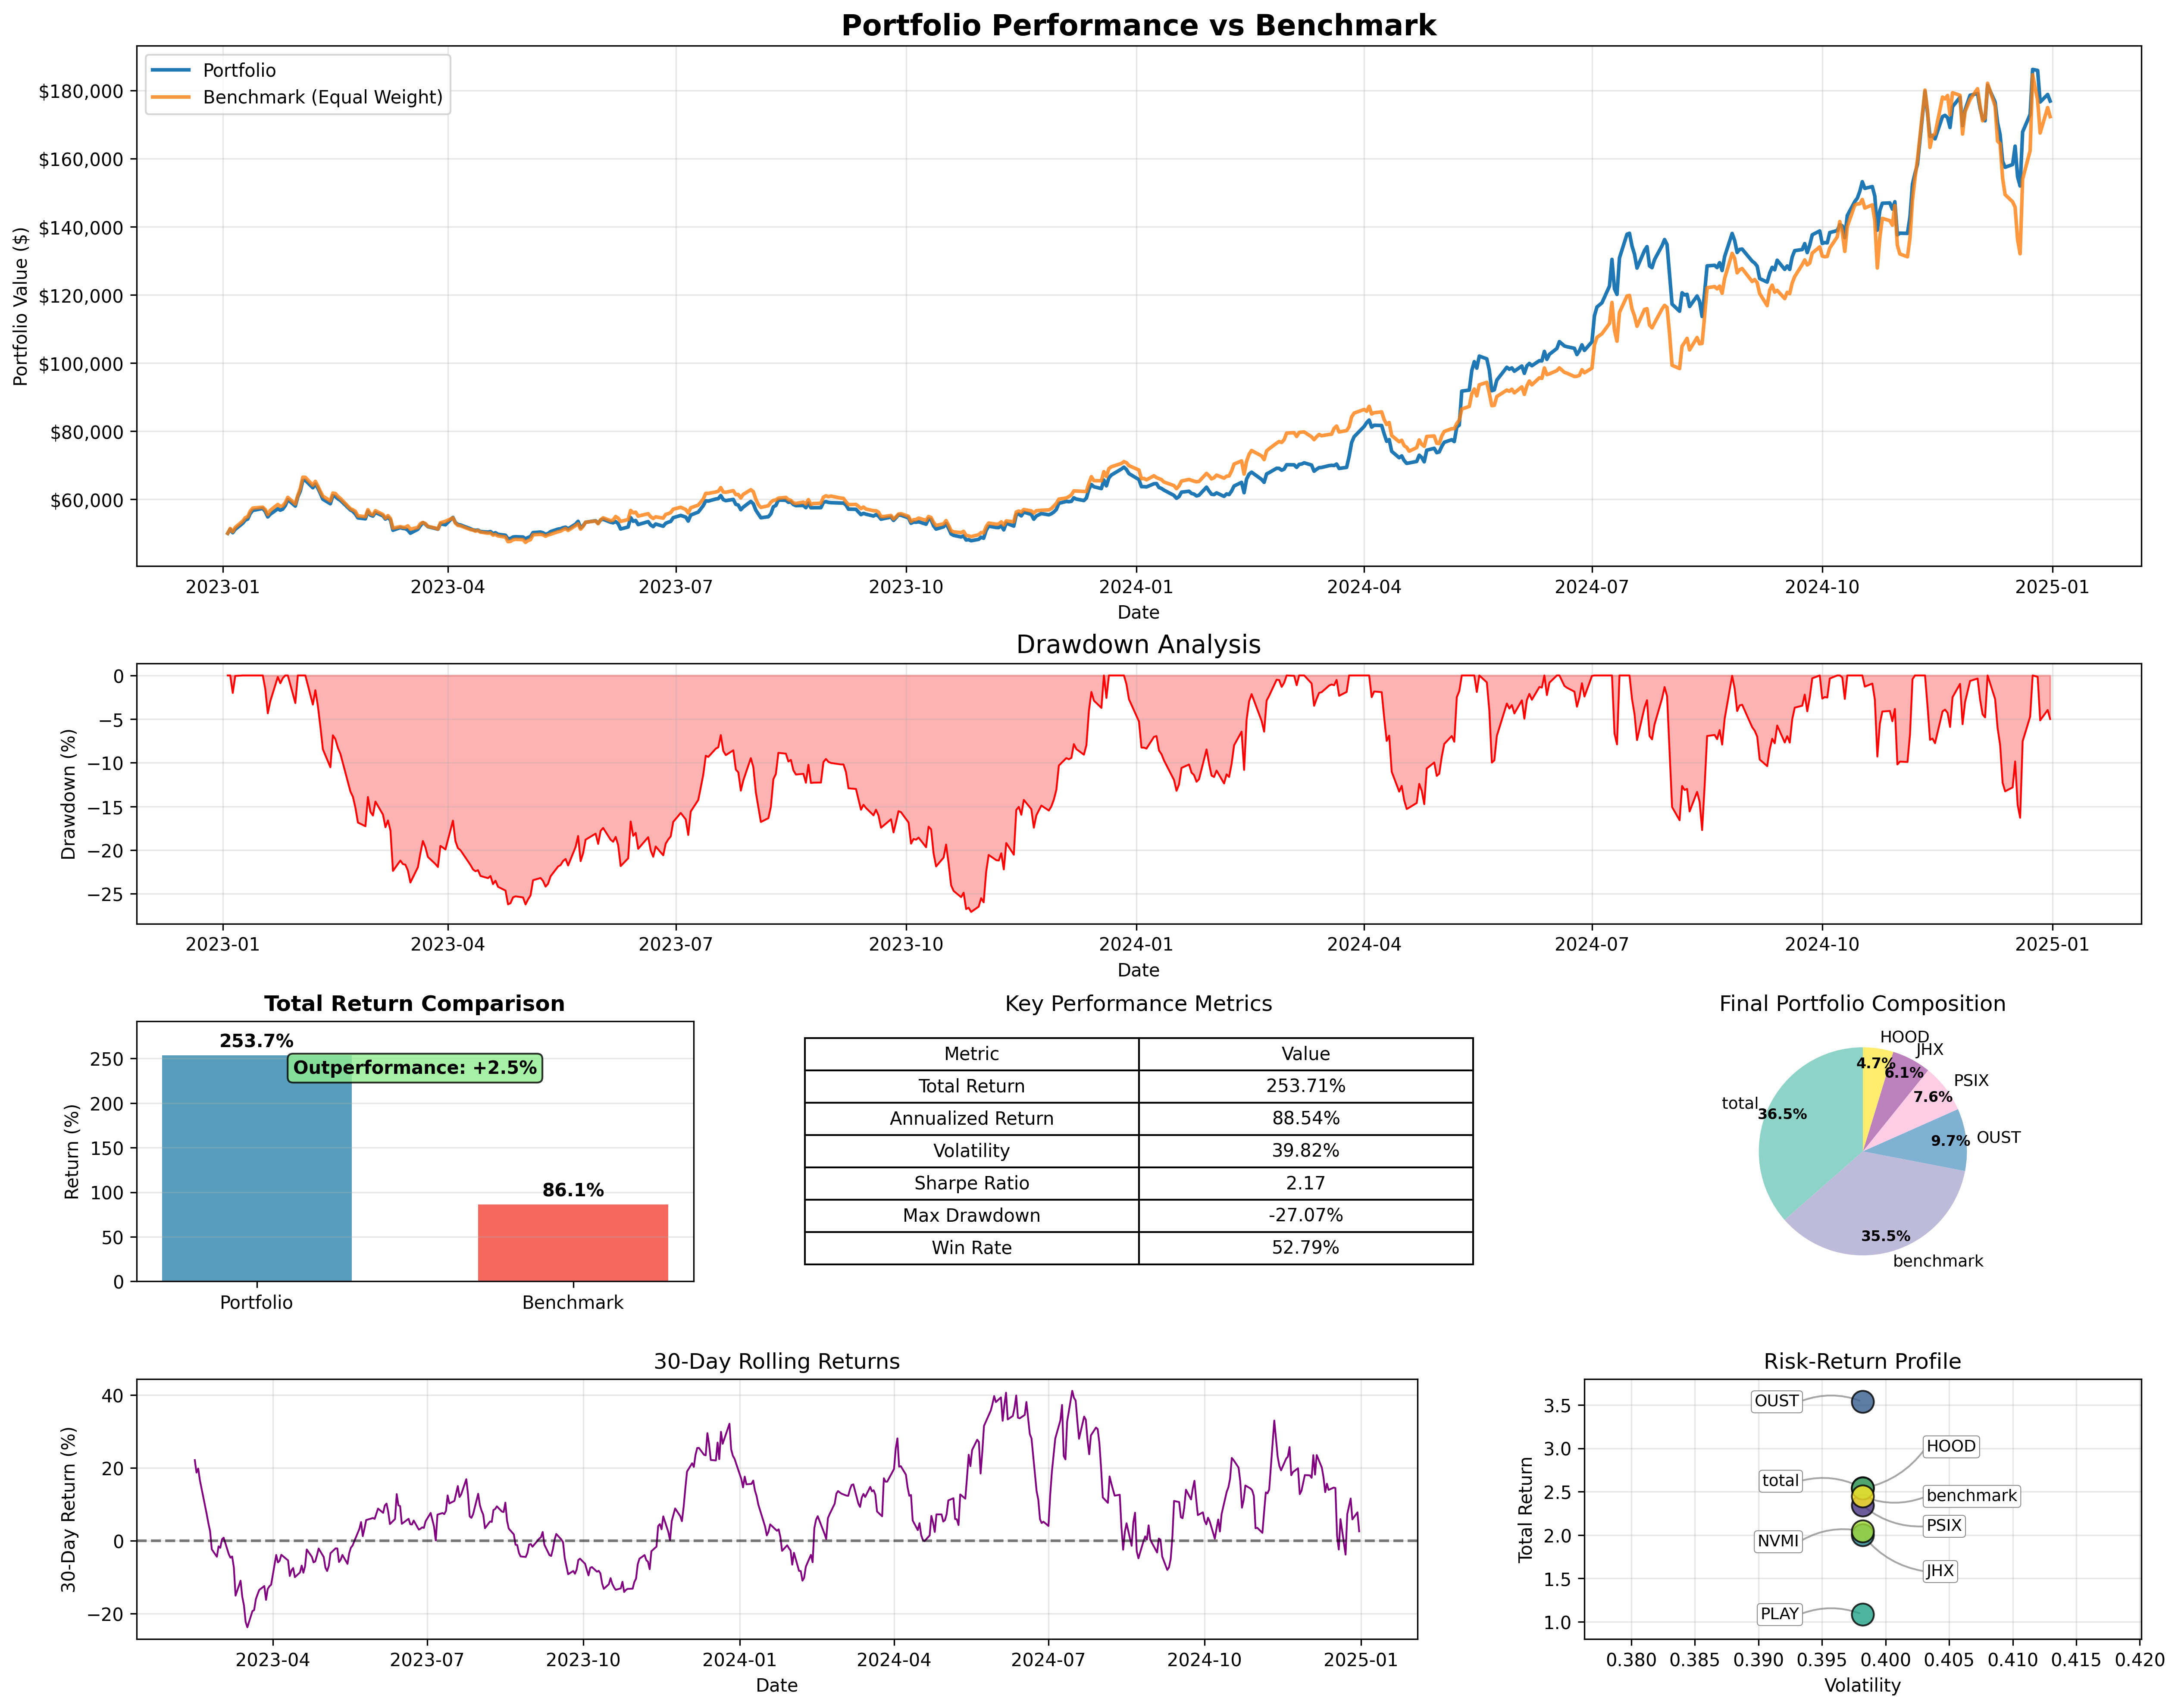 Portfolio Performance vs Benchmark
Portfolio
Benchmark (Equal Weight)
Portfolio Value ($)
$180,000
$160,000
$140,000
$120,000
$100,000
$80,000
$60,000
2023-01 2023-04 2023-07 2023-10 2024-01 2024-04 2024-07 2024-10 2025-01
Date
Drawdown Analysis
Drawdown (%)
0
−5
−10
−15
−20
−25
2023-01 2023-04 2023-07 2023-10 2024-01 2024-04 2024-07 2024-10 2025-01
Date
Total Return Comparison
Return (%)
250
200
150
100
50
0
253.7%
Outperformance: +2.5%
86.1%
Portfolio Benchmark
Key Performance Metrics
Metric Value
Total Return 253.71%
Annualized Return 88.54%
Volatility 39.82%
Sharpe Ratio 2.17
Max Drawdown -27.07%
Win Rate 52.79%
Final Portfolio Composition
HOOD
4.7%
JHX
6.1%
PSIX
7.6%
total
36.5%
OUST
9.7%
35.5%
benchmark
30-Day Rolling Returns
30-Day Return (%)
40
20
0
−20
2023-04 2023-07 2023-10 2024-01 2024-04 2024-07 2024-10 2025-01
Date
Risk-Return Profile
Total Return
3.5
3.0
2.5
2.0
1.5
1.0
OUST
HOOD
total
benchmark
PSIX
NVMI
JHX
PLAY
0.380 0.385 0.390 0.395 0.400 0.405 0.410 0.415 0.420
Volatility